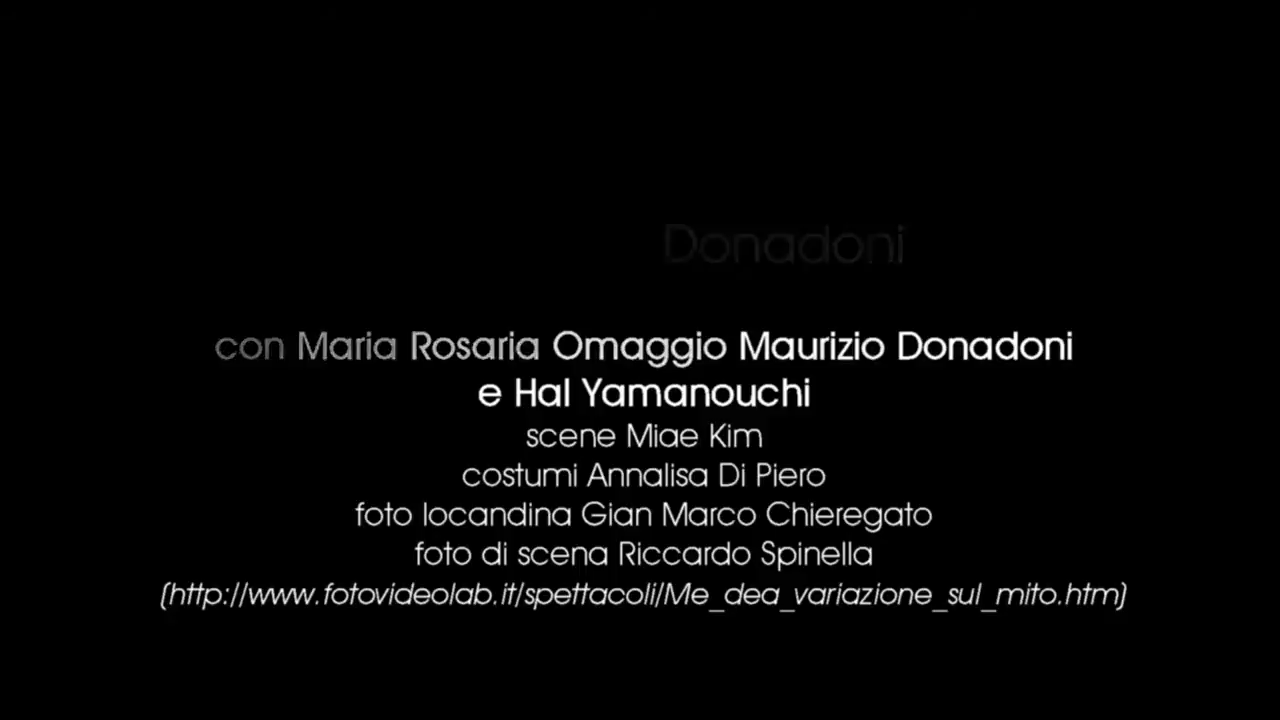 Donadoni
con Maria Rosaria Omaggio Maurizio Donadoni
e Hal Yamanouchi
scene Miae Kim
costumi Annalisa Di Piero
foto locandina Gian Marco Chieregato
foto di scena Riccardo Spinella
(http://www.fotovideolab.it/spettacoli/Me_dea_variazione_sul_mito.htm)